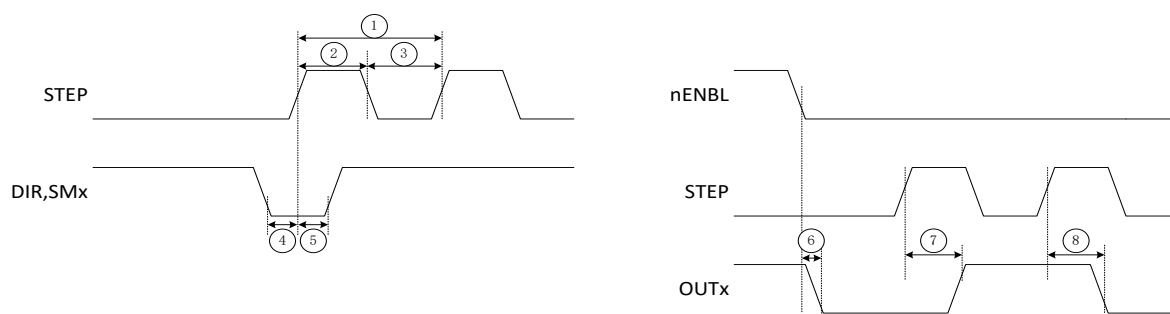 ①
② ③
STEP
DIR,SMx
④ ⑤
nENBL
STEP
⑥ ⑦ ⑧
OUTx